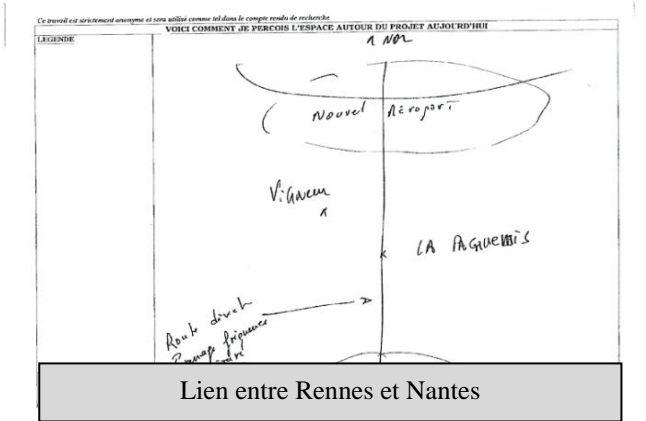 Ce travail est strictement anonyme et sera utilisé comme tel dans le compte rendu de recherche
VOICI COMMENT JE PERCOIS L'ESPACE AUTOUR DU PROJET AUJOURD'HUI
LEGENDE
Nouvel Aéroport
Vigneux
LA PAQUELAIS
Route direct
fréquence
Lien entre Rennes et Nantes